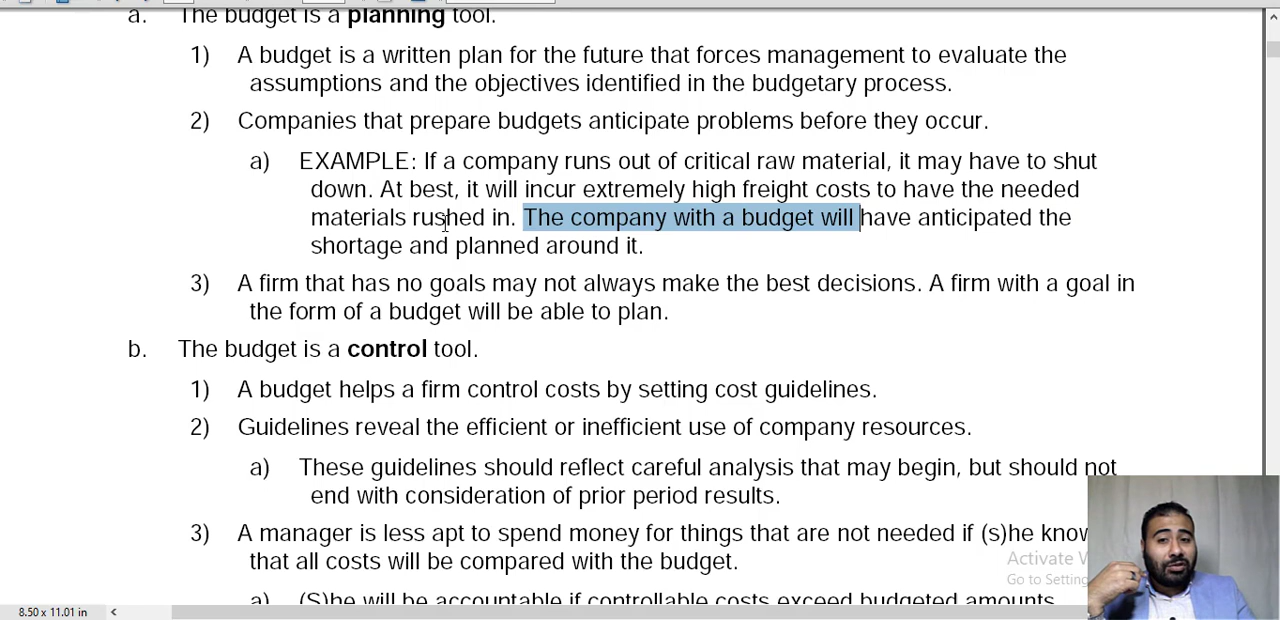 a. The budget is a planning tool.
1) A budget is a written plan for the future that forces management to evaluate the
assumptions and the objectives identified in the budgetary process.
2) Companies that prepare budgets anticipate problems before they occur.
a) EXAMPLE: If a company runs out of critical raw material, it may have to shut
down. At best, it will incur extremely high freight costs to have the needed
materials rushed in. The company with a budget will have anticipated the
shortage and planned around it.
3) A firm that has no goals may not always make the best decisions. A firm with a goal in
the form of a budget will be able to plan.
b. The budget is a control tool.
1) A budget helps a firm control costs by setting cost guidelines.
2) Guidelines reveal the efficient or inefficient use of company resources.
a) These guidelines should reflect careful analysis that may begin, but should not
end with consideration of prior period results.
3) A manager is less apt to spend money for things that are not needed if (s)he know
that all costs will be compared with the budget.
Activate
Go to Setting
a) (S)he will be accountable if controllable costs exceed budgeted amounts
8.50 x 11.01 in